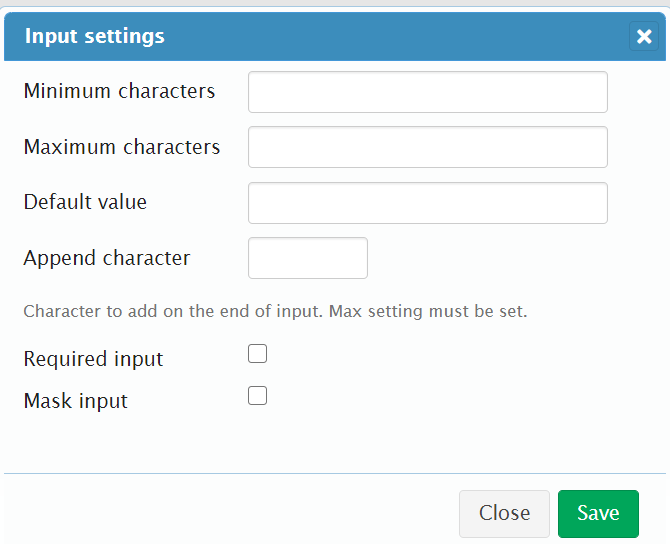 Input settings
Minimum characters
Maximum characters
Default value
Append character
Character to add on the end of input. Max setting must be set.
Required input
Mask input
Close Save